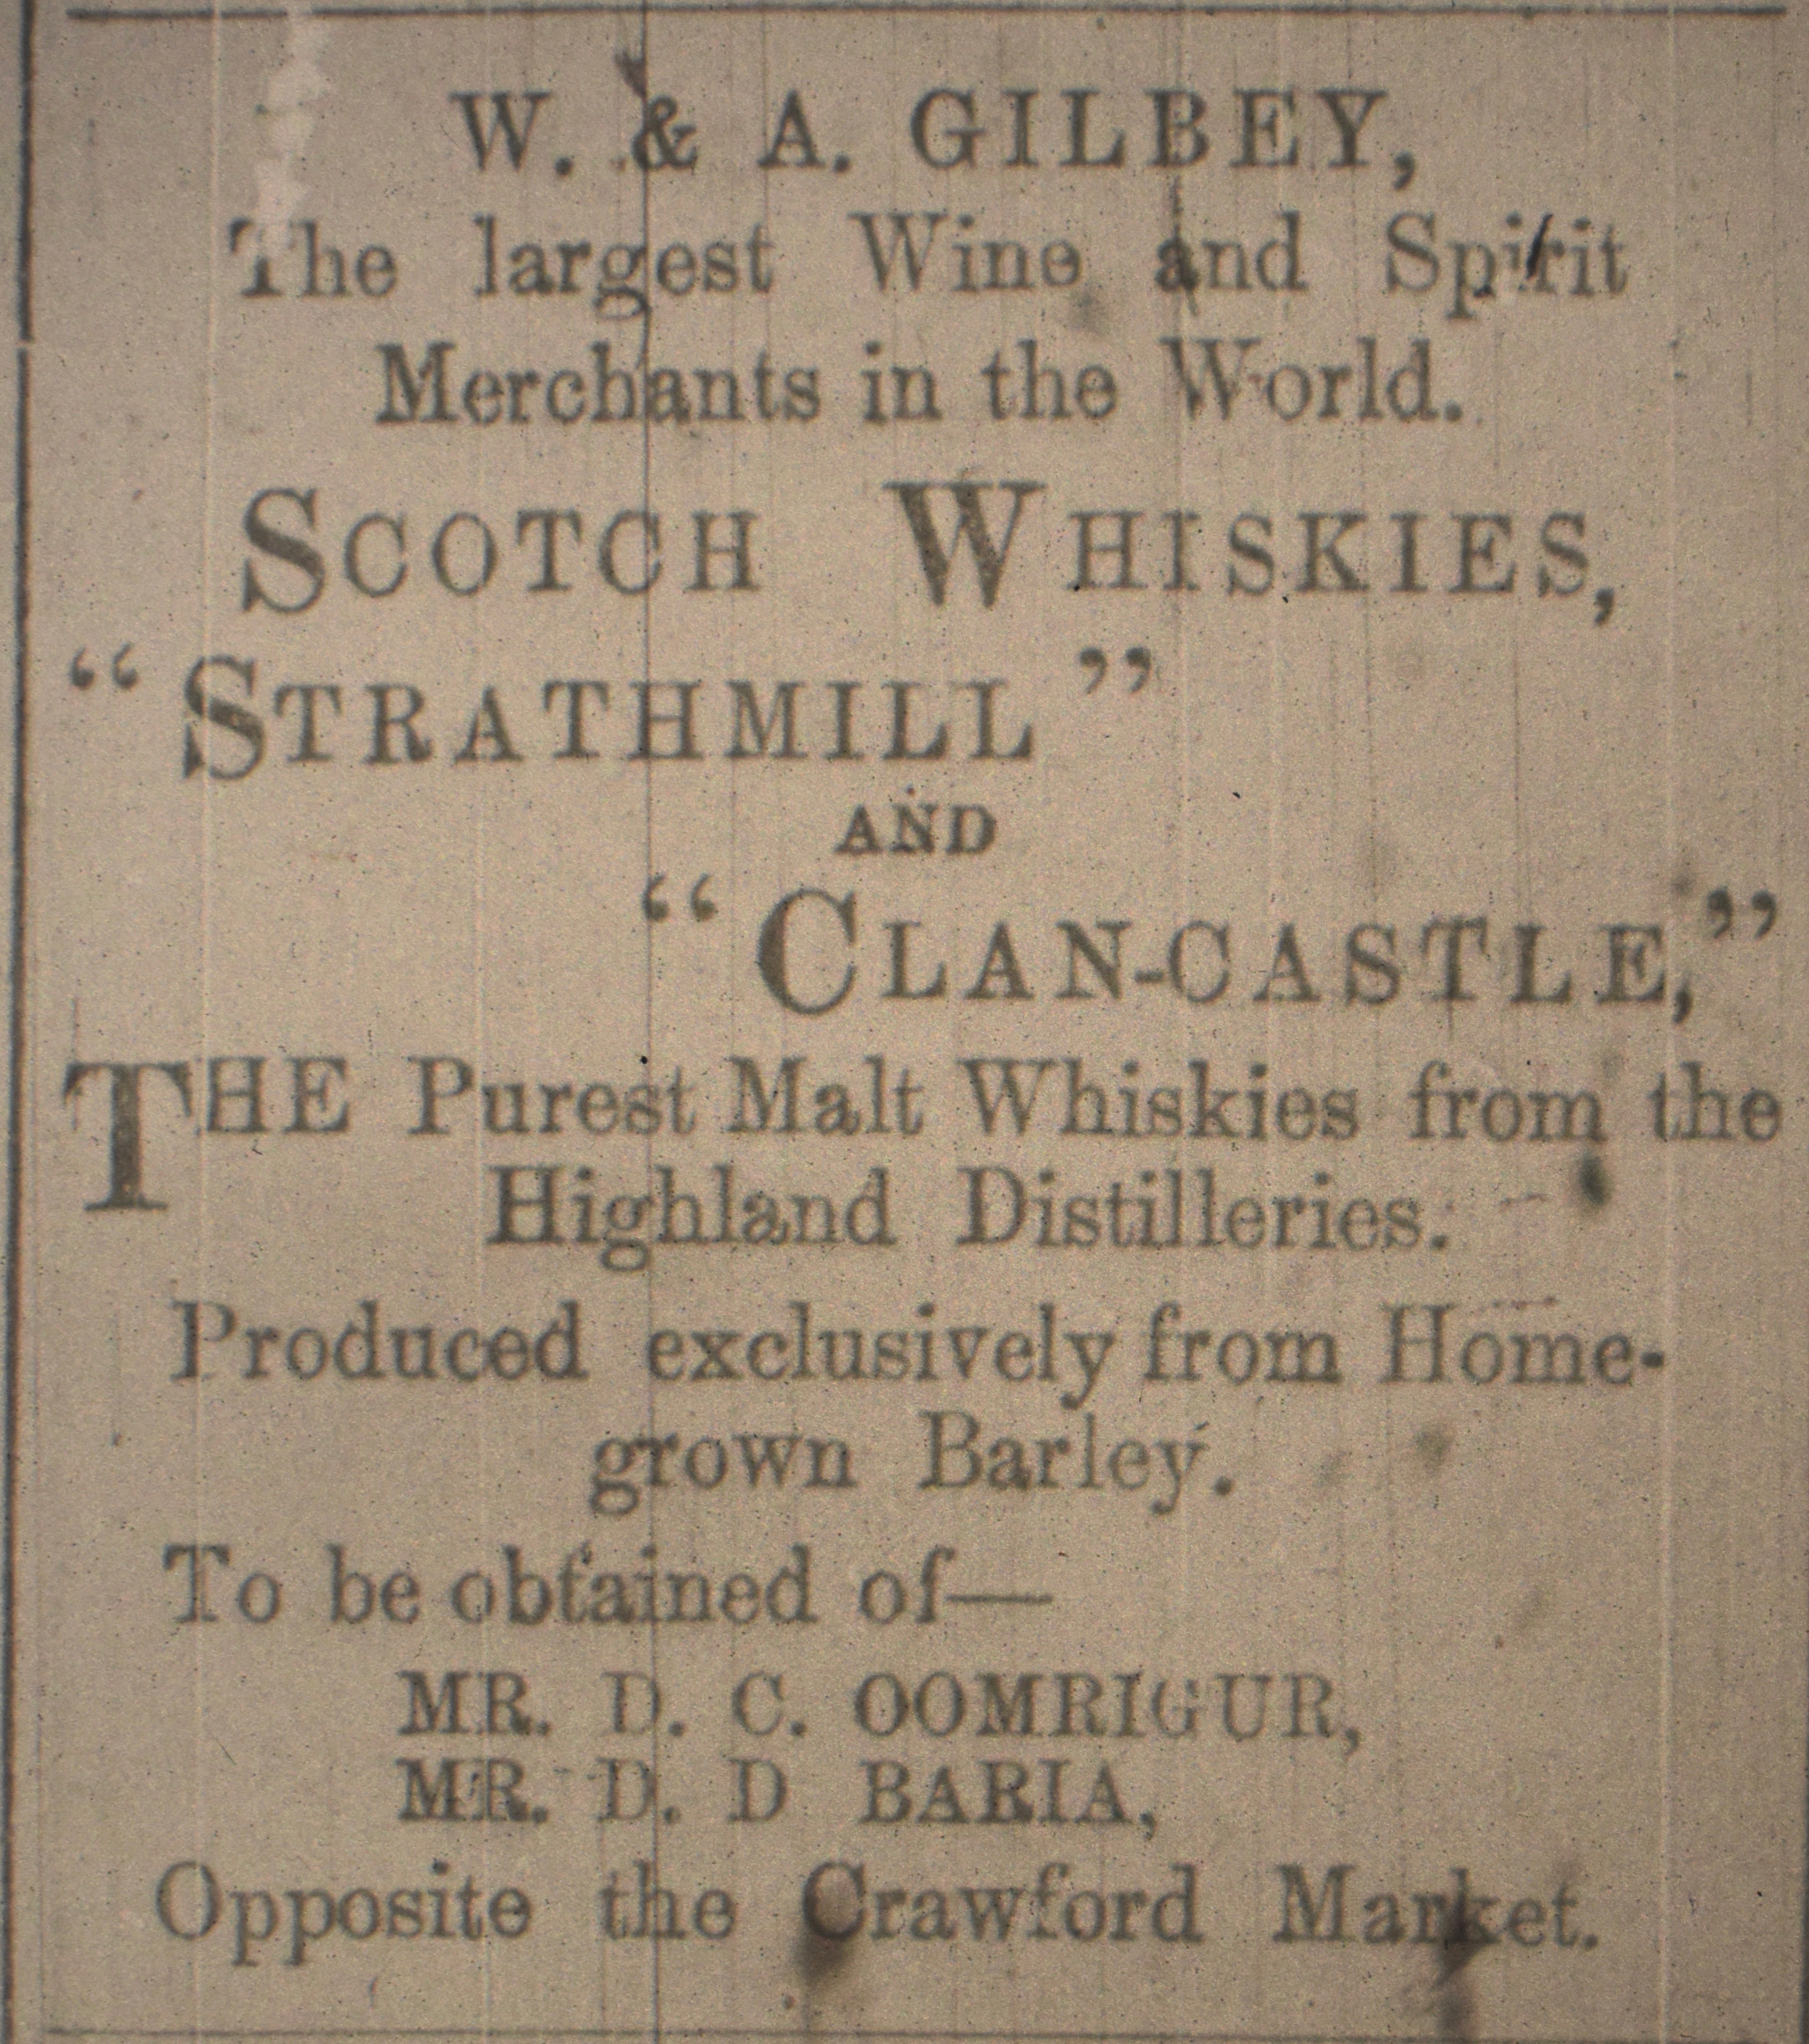 W. & A. GILBEY,
The largest Wine and Spirit
Merchants in the World.
SCOTCH WHISKIES,
“STRATHMILL”
AND
“CLAN-CASTLE,”
THE Purest Malt Whiskies from the
Highland Distilleries.
Produced exclusively from Home-
grown Barley.
To be obtained of—
MR. D. C. OOMRIGUR,
MR. D. D BARIA,
Opposite the Crawford Market.